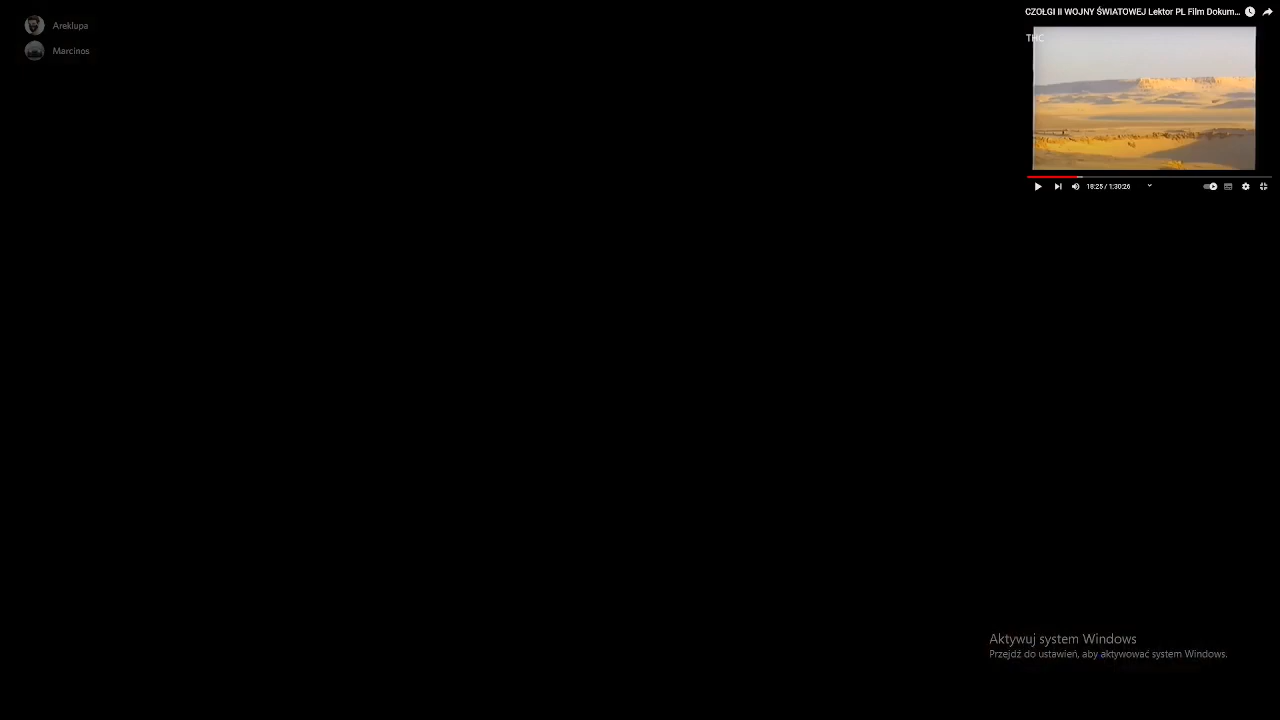 Areklupa
Marcinos
CZOŁGI II WOJNY ŚWIATOWEJ Lektor PL Film Dokum...
THC
18:25 / 1:30:26
Aktywuj system Windows
Przejdź do ustawień, aby aktywować system Windows.